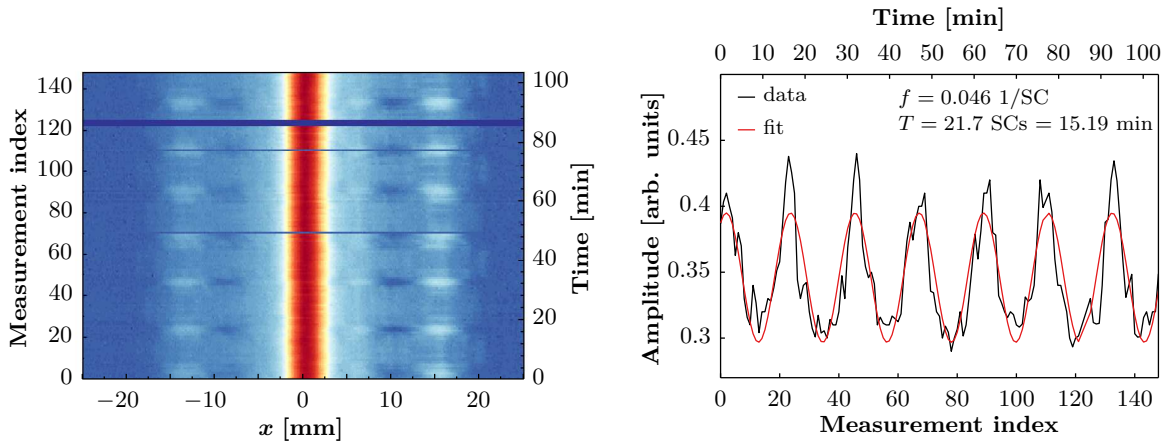 Measurement index
140
120
100
80
60
40
20
0
−20
−10
0
10
20
x [mm]
100
80
60
40
20
0
Time [min]
Time [min]
0 10 20 30 40 50 60 70 80 90 100
Amplitude [arb. units]
0.45
0.4
0.35
0.3
data
fit
f = 0.046 1/SC
T = 21.7 SCs = 15.19 min
0 20 40 60 80 100 120 140
Measurement index